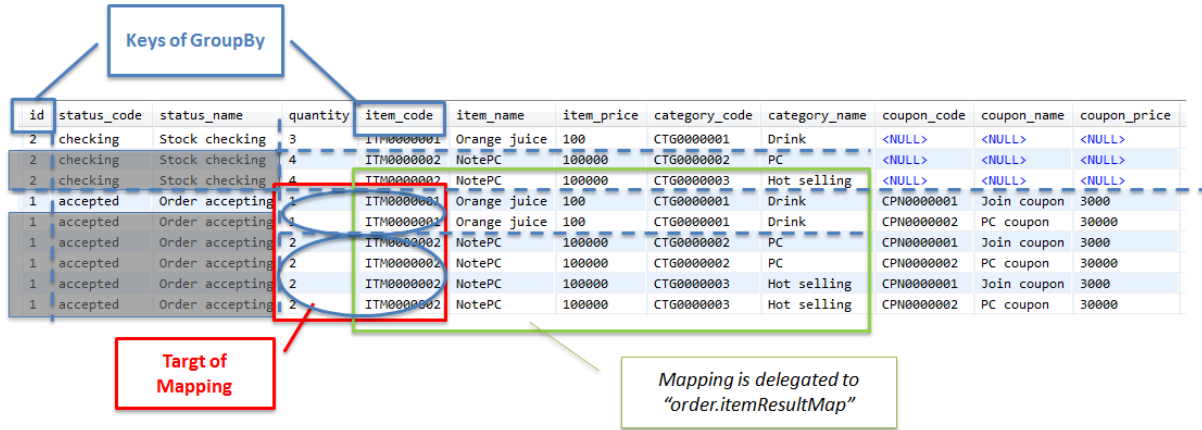 Keys of GroupBy
id status_code status_name quantity item_code item_name item_price category_code category_name coupon_code coupon_name coupon_price
2 checking Stock checking 3 ITM0000001 Orange juice 100 CTG0000001 Drink <NULL> <NULL> <NULL>
2 checking Stock checking 4 ITM0000002 NotePC 100000 CTG0000002 PC <NULL> <NULL> <NULL>
2 checking Stock checking 4 ITM0000002 NotePC 100000 CTG0000003 Hot selling <NULL> <NULL> <NULL>
1 accepted Order accepting 1 ITM0000001 Orange juice 100 CTG0000001 Drink CPN0000001 Join coupon 3000
1 accepted Order accepting 1 ITM0000001 Orange juice 100 CTG0000001 Drink CPN0000002 PC coupon 30000
1 accepted Order accepting 2 ITM0000002 NotePC 100000 CTG0000002 PC CPN0000001 Join coupon 3000
1 accepted Order accepting 2 ITM0000002 NotePC 100000 CTG0000002 PC CPN0000002 PC coupon 30000
1 accepted Order accepting 2 ITM0000002 NotePC 100000 CTG0000003 Hot selling CPN0000001 Join coupon 3000
1 accepted Order accepting 2 ITM0000002 NotePC 100000 CTG0000003 Hot selling CPN0000002 PC coupon 30000
Targt of
Mapping
Mapping is delegated to
“order.itemResultMap”